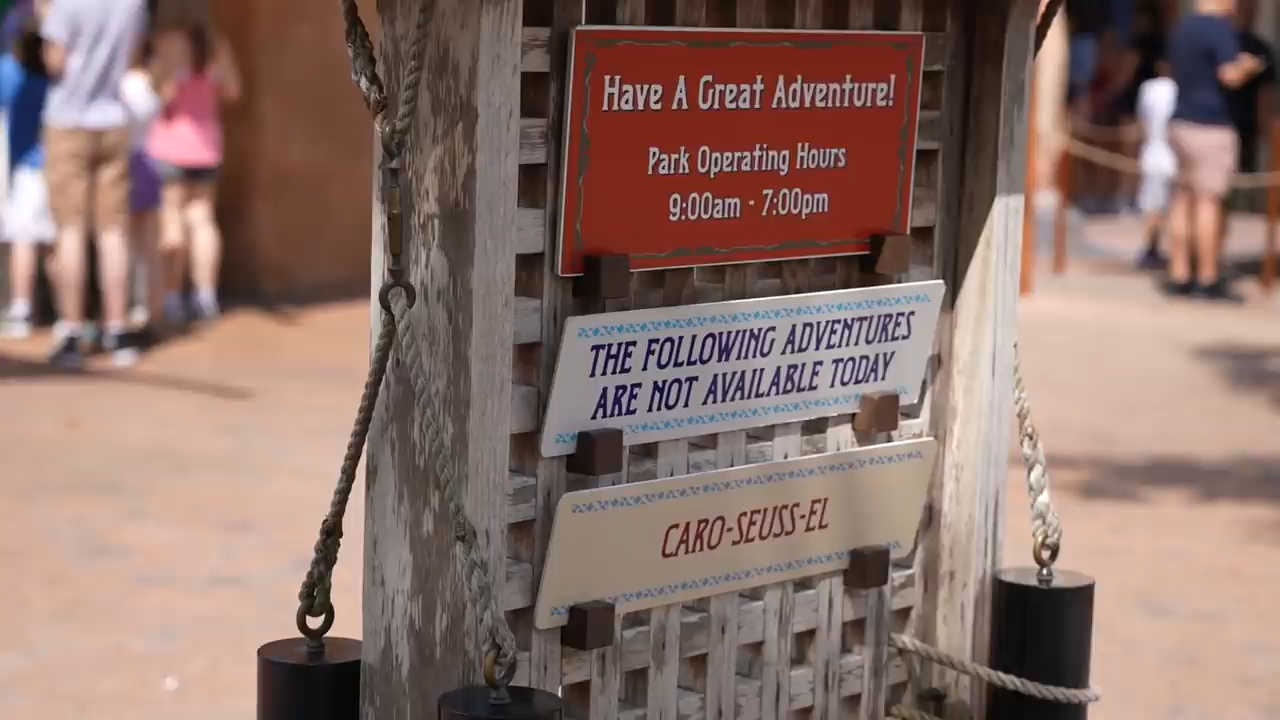 Have A Great Adventure!
Park Operating Hours
9:00am - 7:00pm
THE FOLLOWING ADVENTURES
ARE NOT AVAILABLE TODAY
CARO-SEUSS-EL